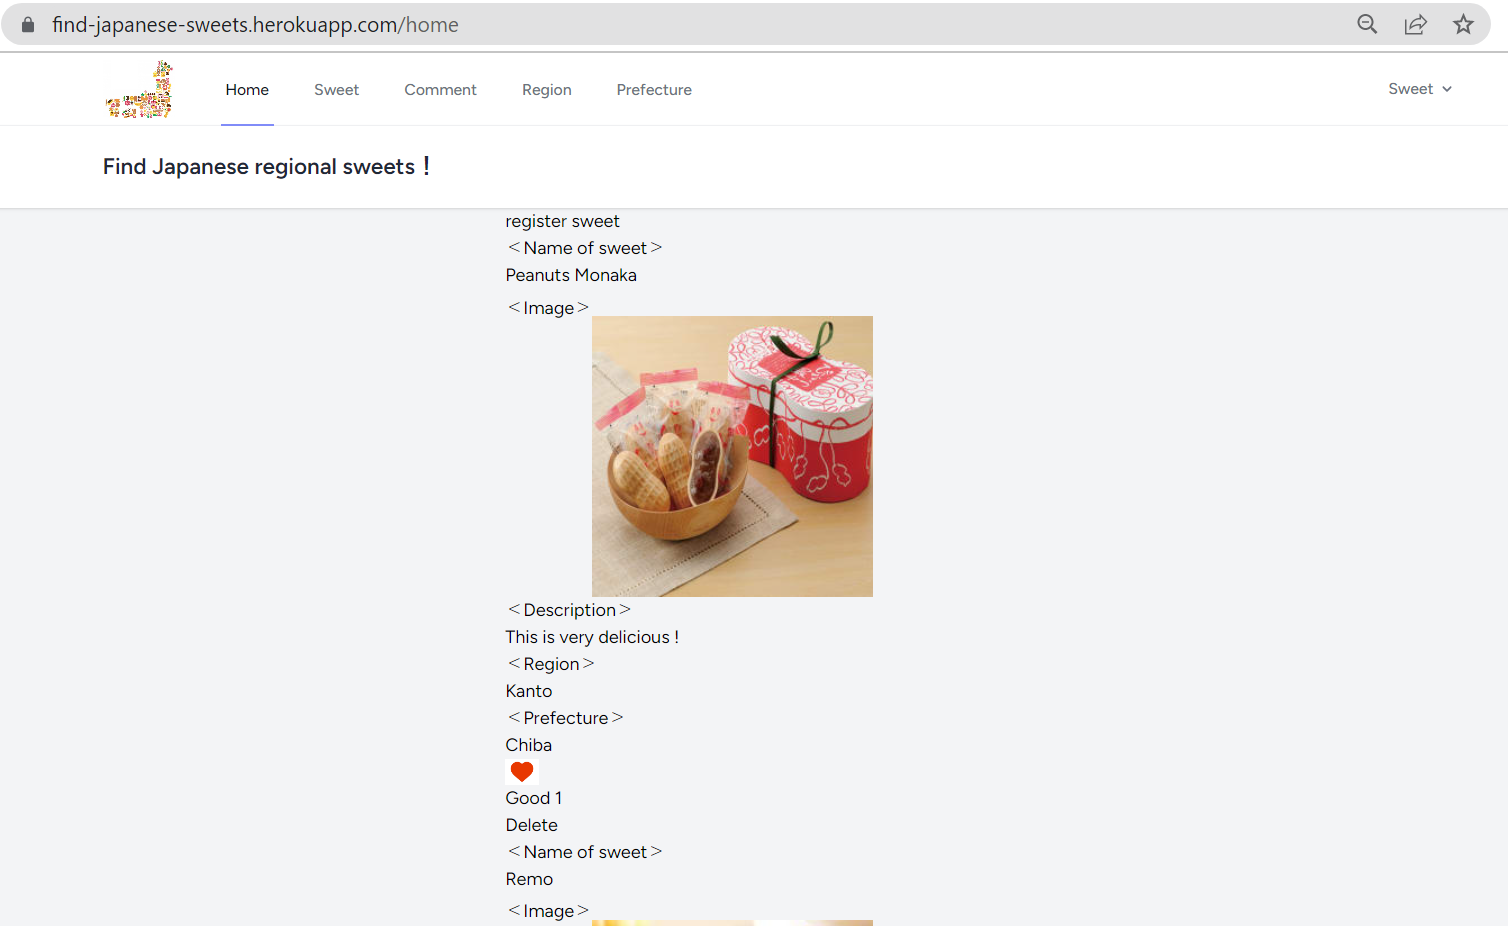 find-japanese-sweets.herokuapp.com/home
Home Sweet Comment Region Prefecture Sweet
Find Japanese regional sweets！
register sweet
＜Name of sweet＞
Peanuts Monaka
＜Image＞
＜Description＞
This is very delicious !
＜Region＞
Kanto
＜Prefecture＞
Chiba
Good 1
Delete
＜Name of sweet＞
Remo
＜Image＞